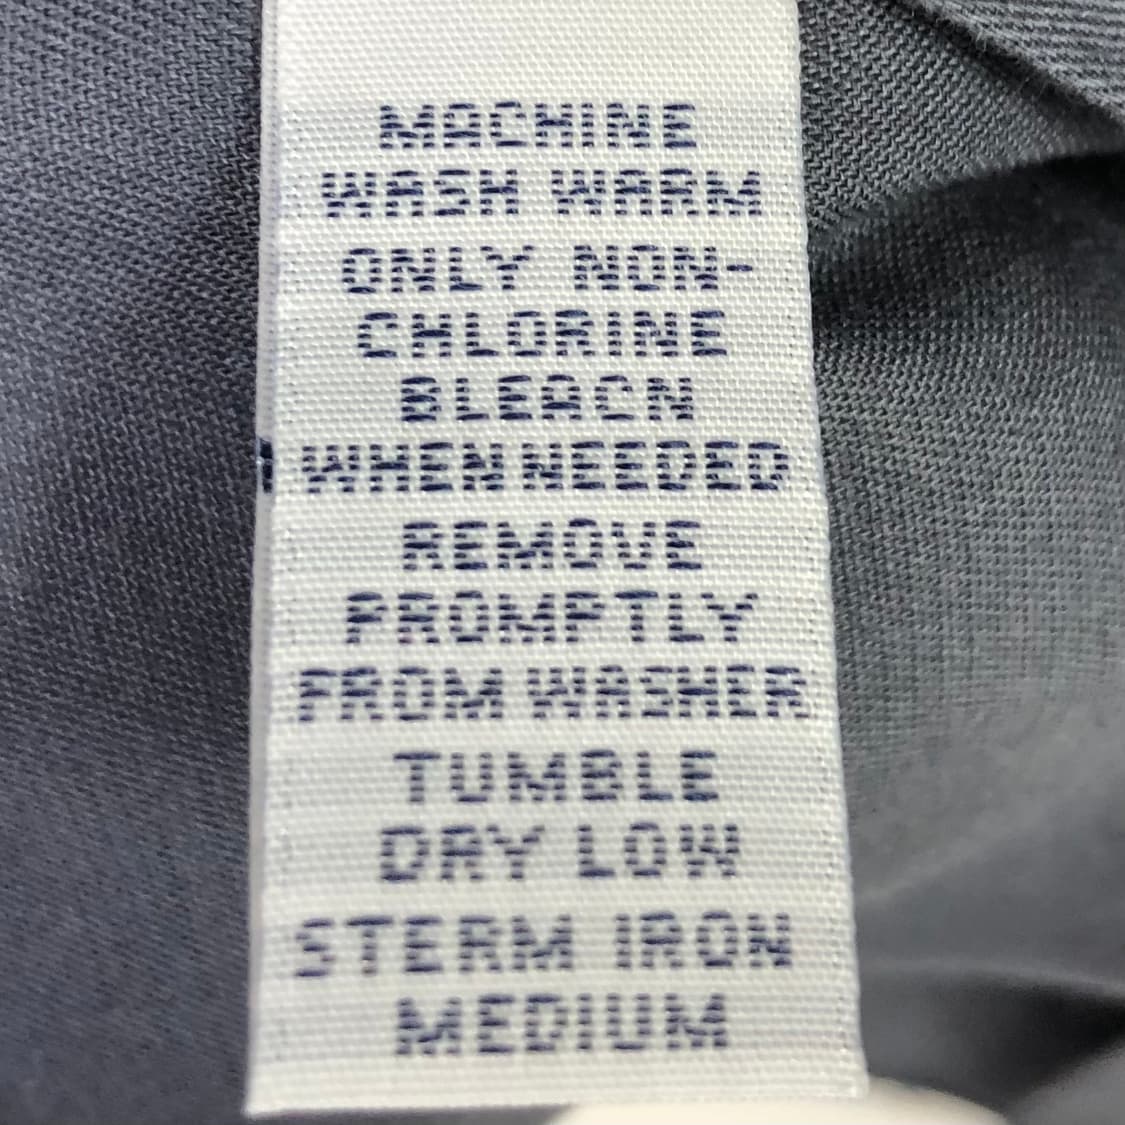 MACHINE
WASH WARM
ONLY NON-
CHLORINE
BLEACN
WHEN NEEDED
REMOVE
PROMPTLY
FROM WASHER
TUMBLE
DRY LOW
STERM IRON
MEDIUM